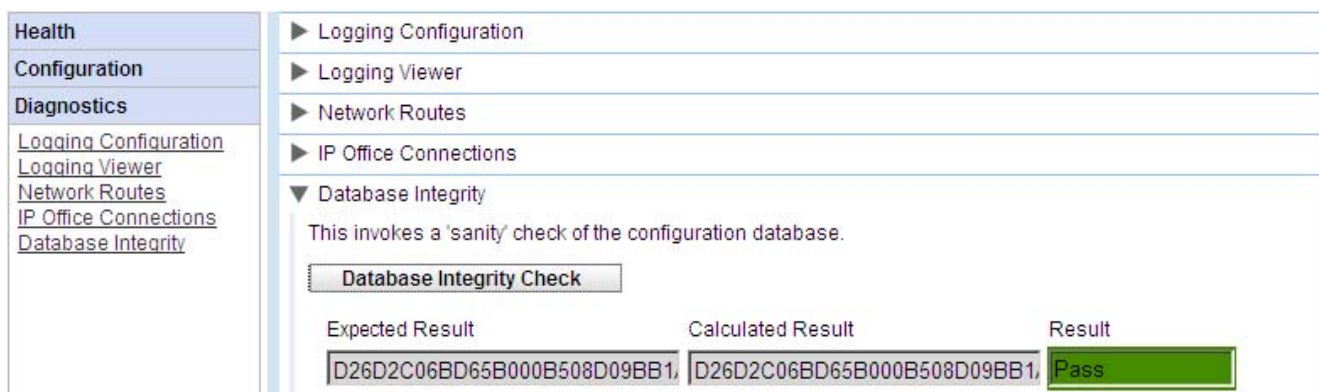 Health
Configuration
Diagnostics
Logging Configuration
Logging Viewer
Network Routes
IP Office Connections
Database Integrity
Logging Configuration
Logging Viewer
Network Routes
IP Office Connections
Database Integrity
This invokes a 'sanity' check of the configuration database.
Database Integrity Check
Expected Result Calculated Result Result
D26D2C06BD65B000B508D09BB1 D26D2C06BD65B000B508D09BB1 Pass